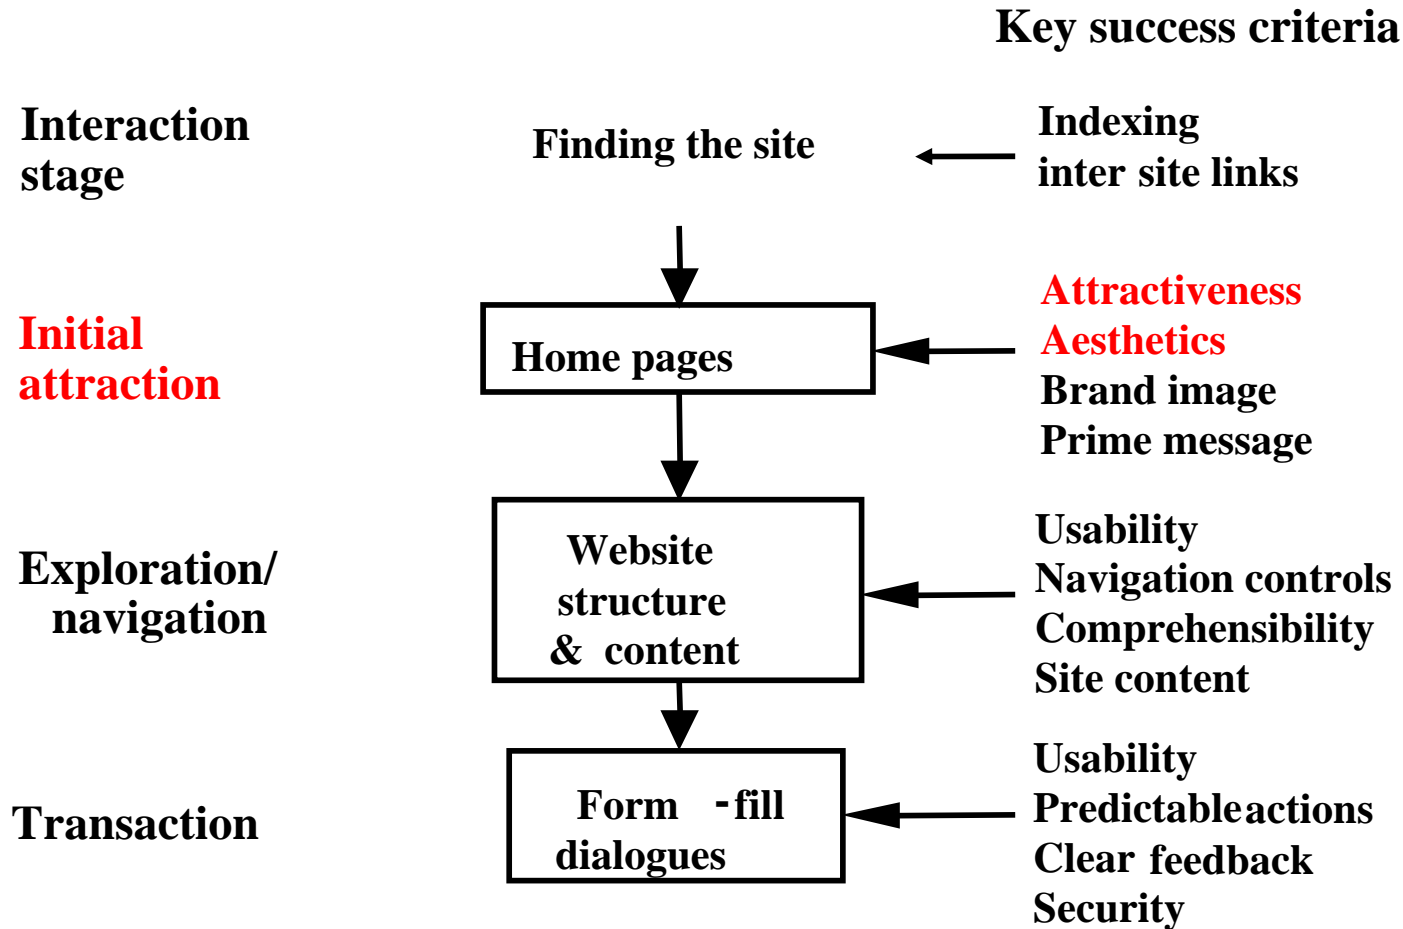 Key success criteria
Interaction
stage
Finding the site
Indexing
inter site links
Initial
attraction
Home pages
Attractiveness
Aesthetics
Brand image
Prime message
Exploration/
navigation
Website
structure
& content
Usability
Navigation controls
Comprehensibility
Site content
Transaction
Form -fill
dialogues
Usability
Predictable actions
Clear feedback
Security